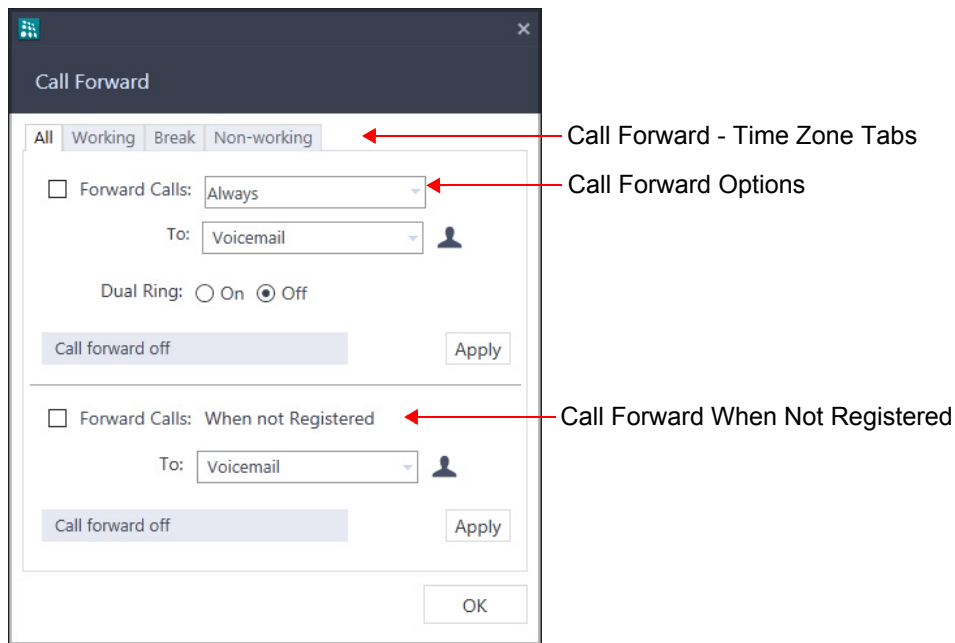 Call Forward
All Working Break Non-working
Call Forward - Time Zone Tabs
Forward Calls: Always
Call Forward Options
To: Voicemail
Dual Ring: On Off
Call forward off Apply
Forward Calls: When not Registered
Call Forward When Not Registered
To: Voicemail
Call forward off Apply
OK